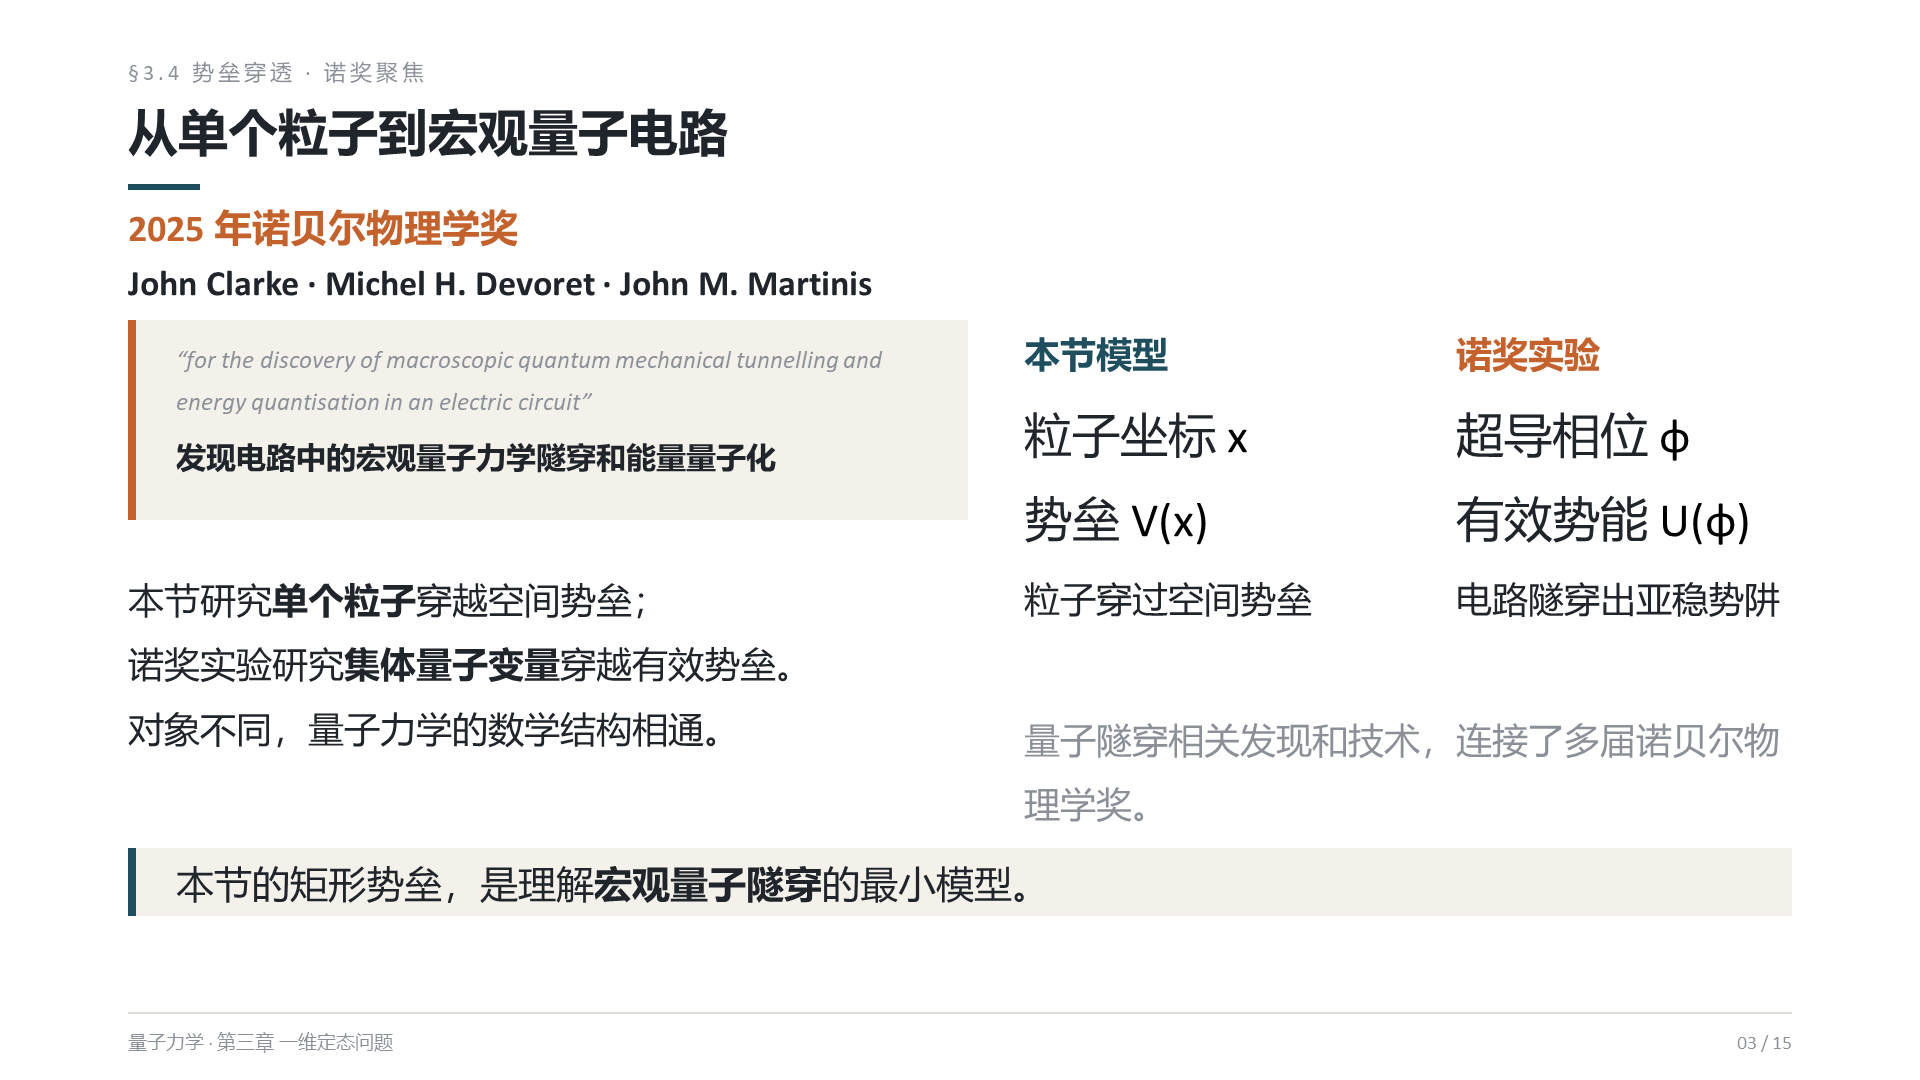 §3.4 势垒穿透 · 诺奖聚焦
从单个粒子到宏观量子电路
2025 年诺贝尔物理学奖
John Clarke · Michel H. Devoret · John M. Martinis
“for the discovery of macroscopic quantum mechanical tunnelling and
energy quantisation in an electric circuit”
发现电路中的宏观量子力学隧穿和能量量子化
本节研究单个粒子穿越空间势垒；
诺奖实验研究集体量子变量穿越有效势垒。
对象不同，量子力学的数学结构相通。
本节模型
诺奖实验
粒子坐标 x
超导相位 φ
势垒 V(x)
有效势能 U(φ)
粒子穿过空间势垒
电路隧穿出亚稳势阱
量子隧穿相关发现和技术，连接了多届诺贝尔物
理学奖。
本节的矩形势垒，是理解宏观量子隧穿的最小模型。
量子力学 · 第三章 一维定态问题
03 / 15